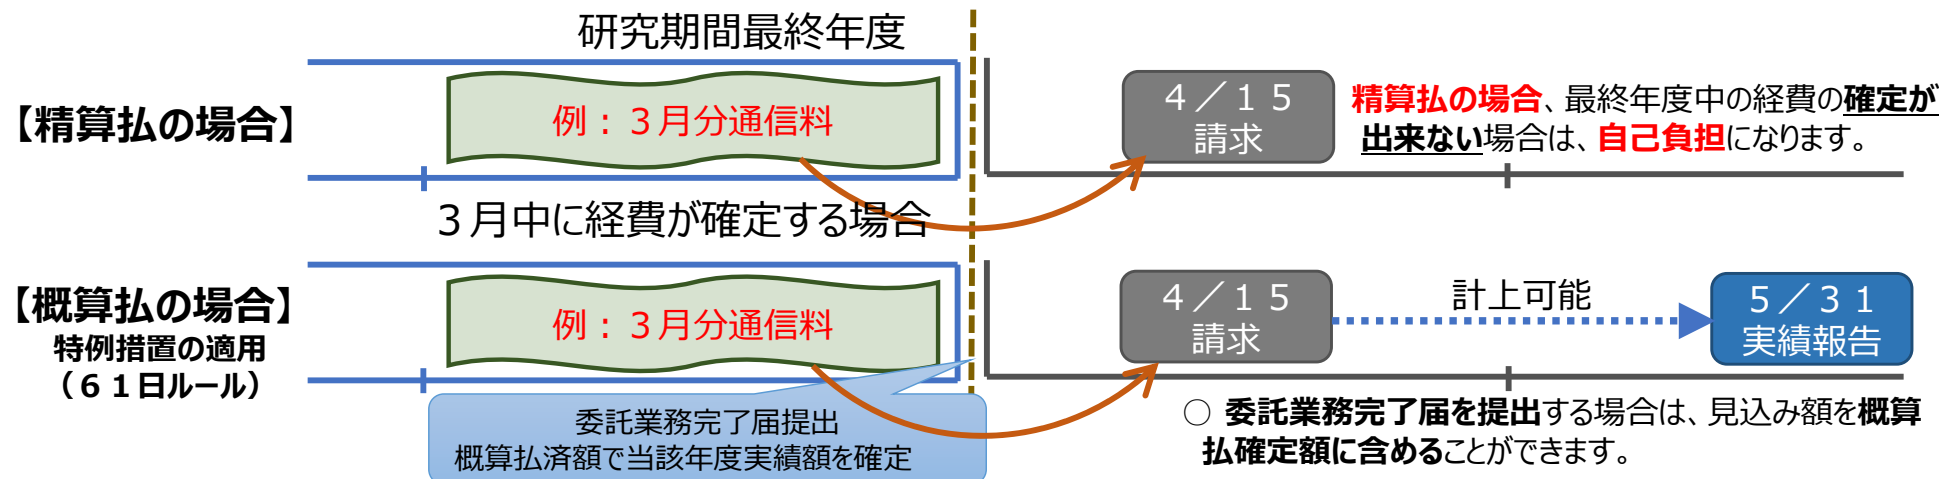 研究期間最終年度
【精算払の場合】
例：３月分通信料
４／１５
請求
精算払の場合、最終年度中の経費の確定が
出来ない場合は、自己負担になります。
３月中に経費が確定する場合
【概算払の場合】
特例措置の適用
（６１日ルール）
例：３月分通信料
４／１５
請求
計上可能
５／３１
実績報告
委託業務完了届提出
概算払済額で当該年度実績額を確定
○ 委託業務完了届を提出する場合は、見込み額を概算
払確定額に含めることができます。